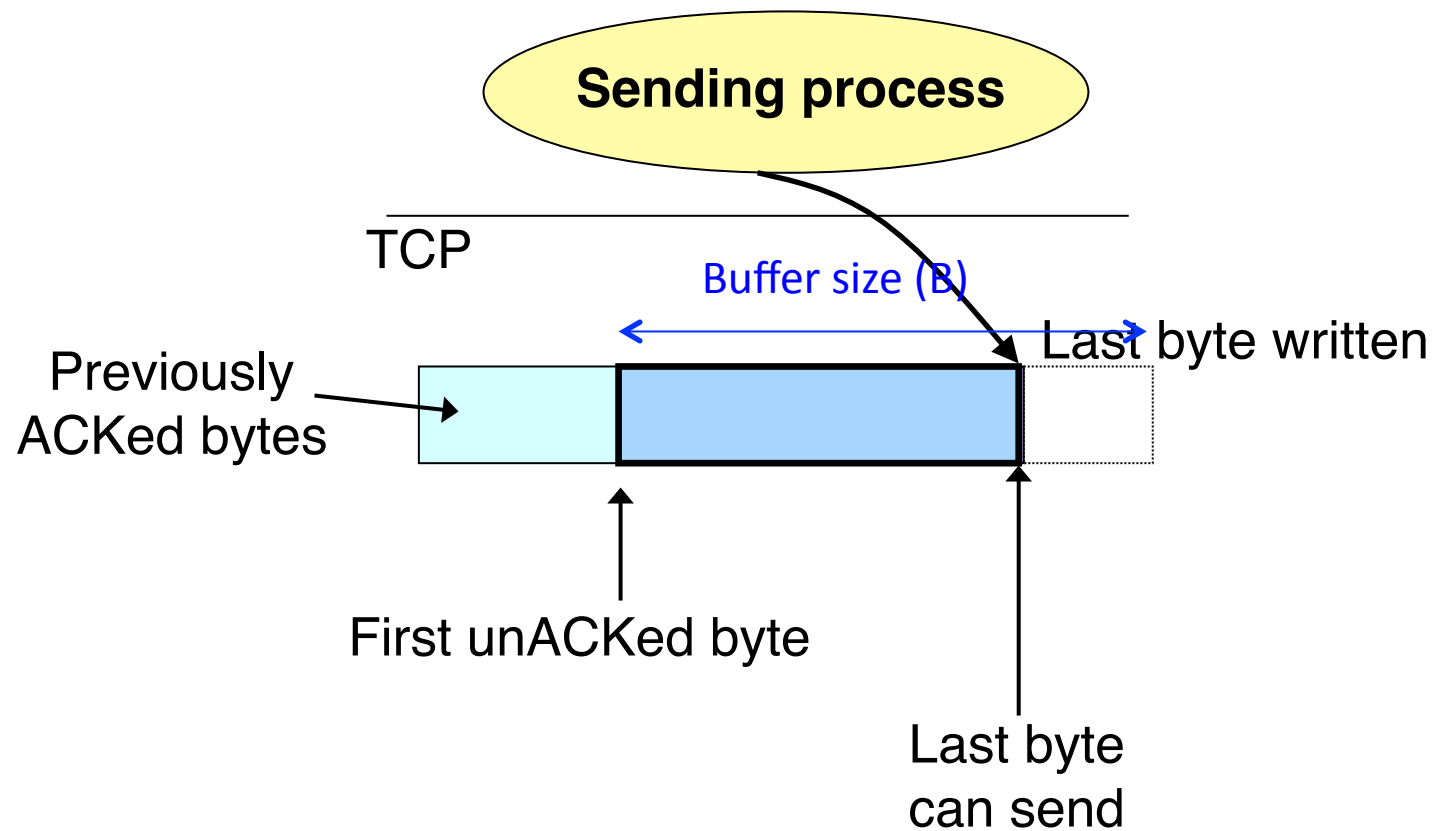 Sending process
TCP
Buffer size (B)
Last byte written
Previously
ACKed bytes
First unACKed byte
Last byte
can send